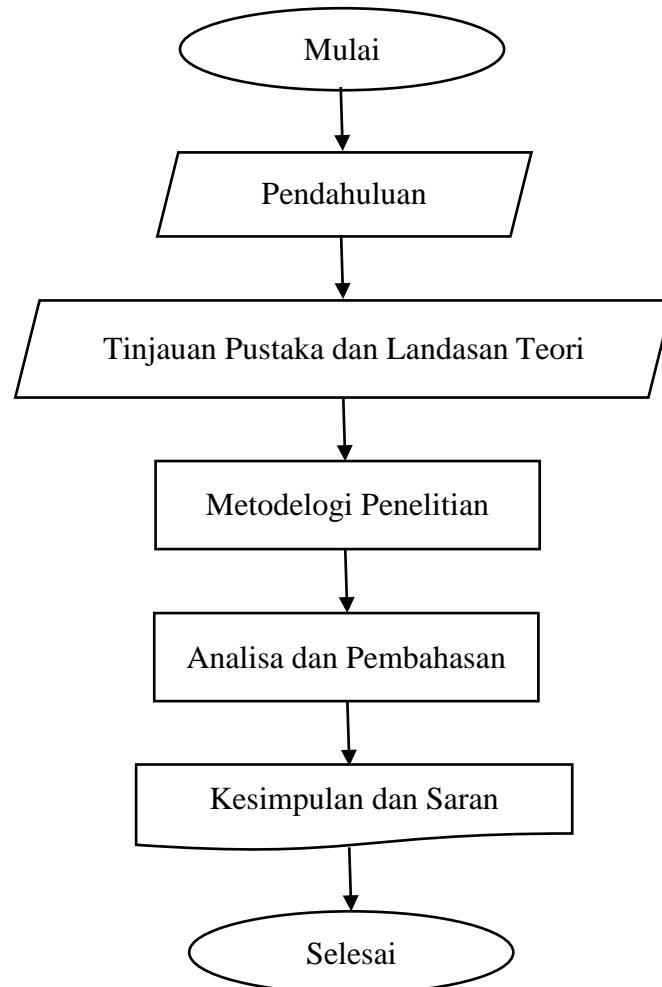 Mulai
Pendahuluan
Tinjauan Pustaka dan Landasan Teori
Metodelogi Penelitian
Analisa dan Pembahasan
Kesimpulan dan Saran
Selesai